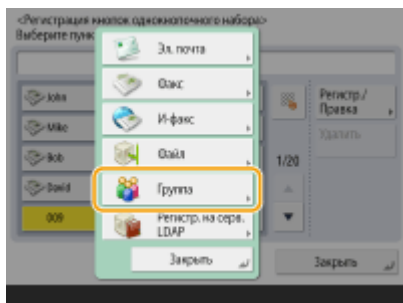 <Регистрация кнопок однокнопочного набора>
Выберите
Эл. почта
Факс
И-факс
Файл
Группа
Регистр. на серв.
LDAP
Закрыть
John
Mike
Bob
David
009
Регистр./
Правка
Удалить
1/20
Закрыть